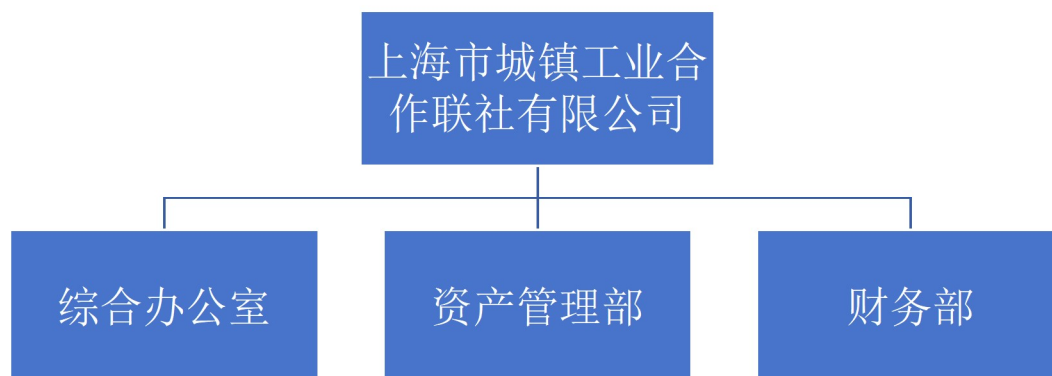 上海市城镇工业合
作联社有限公司
综合办公室
资产管理部
财务部